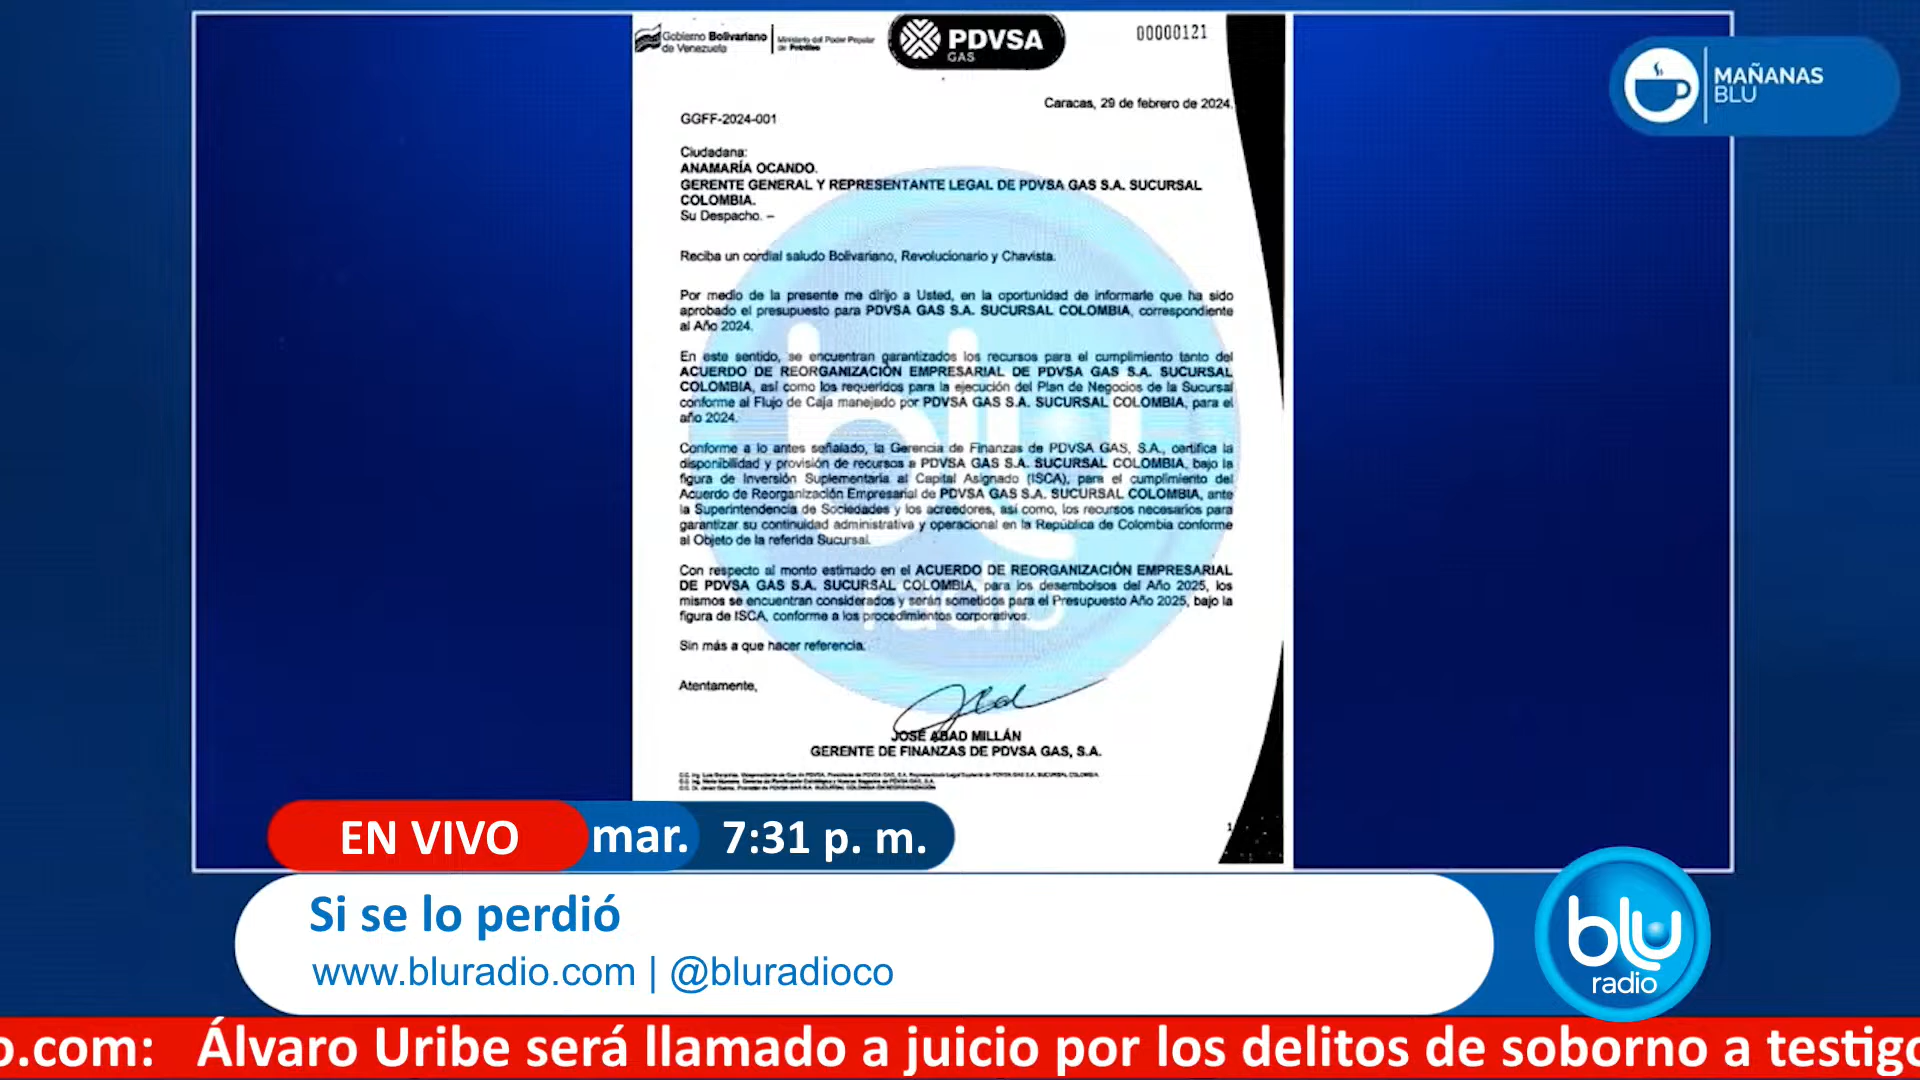 Gobierno Bolivariano
de Venezuela
Ministerio del Poder Popular
de Petróleo
PDVSA
GAS
00000121
MAÑANAS
BLU
Caracas, 29 de febrero de 2024.
GGFF-2024-001
Ciudadana:
ANAMARÍA OCANDO.
GERENTE GENERAL Y REPRESENTANTE LEGAL DE PDVSA GAS S.A. SUCURSAL
COLOMBIA.
Su Despacho. –
Reciba un cordial saludo Bolivariano, Revolucionario y Chavista.
Por medio de la presente me dirijo a Usted, en la oportunidad de informarle que ha sido
aprobado el presupuesto para PDVSA GAS S.A. SUCURSAL COLOMBIA, correspondiente
al Año 2024.
En este sentido, se encuentran garantizados los recursos para el cumplimiento tanto del
ACUERDO DE REORGANIZACIÓN EMPRESARIAL DE PDVSA GAS S.A. SUCURSAL
COLOMBIA, así como los requeridos para la ejecución del Plan de Negocios de la Sucursal
conforme al Flujo de Caja manejado por PDVSA GAS S.A. SUCURSAL COLOMBIA, para el
año 2024.
Conforme a lo antes señalado, la Gerencia de Finanzas de PDVSA GAS, S.A., certifica la
disponibilidad y provisión de recursos a PDVSA GAS S.A. SUCURSAL COLOMBIA, bajo la
figura de Inversión Suplementaria al Capital Asignado (ISCA), para el cumplimiento del
Acuerdo de Reorganización Empresarial de PDVSA GAS S.A. SUCURSAL COLOMBIA, ante
la Superintendencia de Sociedades y los acreedores, así como, los recursos necesarios para
garantizar su continuidad administrativa y operacional en la República de Colombia conforme
al Objeto de la referida Sucursal.
Con respecto al monto estimado en el ACUERDO DE REORGANIZACIÓN EMPRESARIAL
DE PDVSA GAS S.A. SUCURSAL COLOMBIA, para los desembolsos del Año 2025, los
mismos se encuentran considerados y serán sometidos para el Presupuesto Año 2025, bajo la
figura de ISCA, conforme a los procedimientos corporativos.
Sin más a que hacer referencia.
Atentamente,
JOSÉ ABAD MILLÁN
GERENTE DE FINANZAS DE PDVSA GAS, S.A.
blu
radio
1
EN VIVO mar. 7:31 p. m.
Si se lo perdió
www.bluradio.com | @bluradioco
blu
radio
o.com: Álvaro Uribe será llamado a juicio por los delitos de soborno a testigo